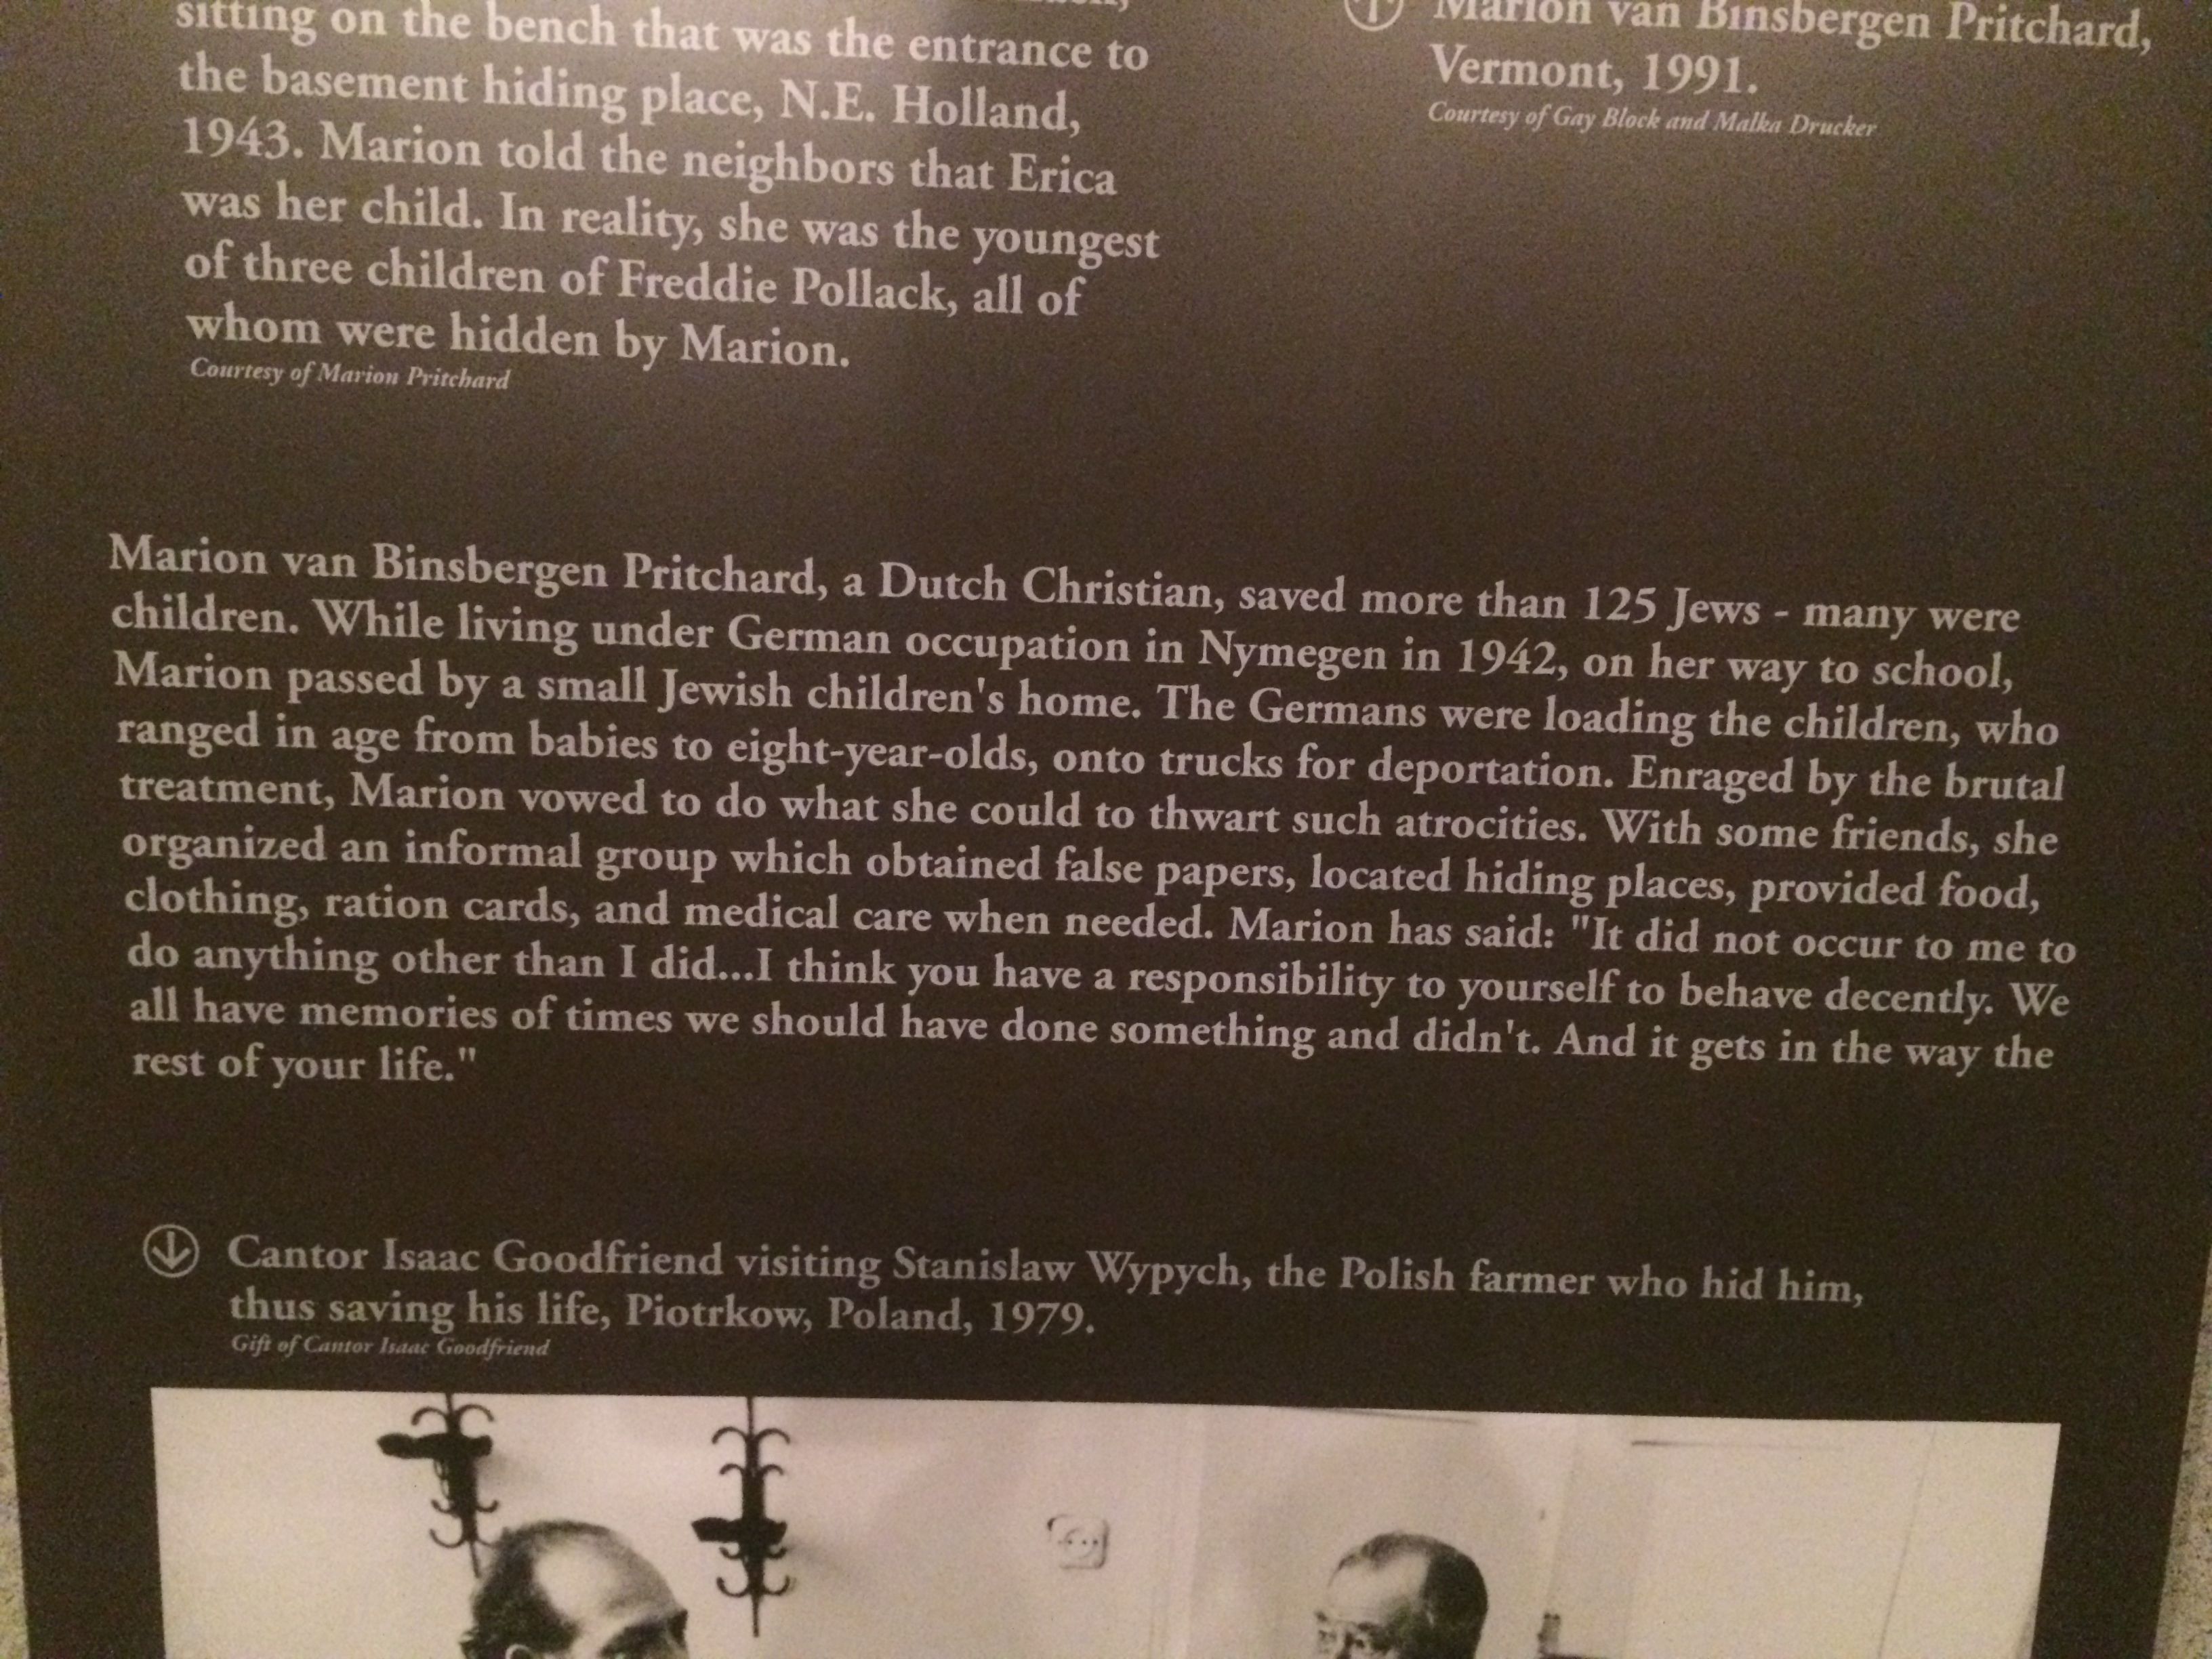 sitting on the bench that was the entrance to
the basement hiding place, N.E. Holland,
1943. Marion told the neighbors that Erica
was her child. In reality, she was the youngest
of three children of Freddie Pollack, all of
whom were hidden by Marion.
Courtesy of Marion Pritchard
Marion van Binsbergen Pritchard,
Vermont, 1991.
Courtesy of Gay Block and Malka Drucker
Marion van Binsbergen Pritchard, a Dutch Christian, saved more than 125 Jews - many were
children. While living under German occupation in Nymegen in 1942, on her way to school,
Marion passed by a small Jewish children's home. The Germans were loading the children, who
ranged in age from babies to eight-year-olds, onto trucks for deportation. Enraged by the brutal
treatment, Marion vowed to do what she could to thwart such atrocities. With some friends, she
organized an informal group which obtained false papers, located hiding places, provided food,
clothing, ration cards, and medical care when needed. Marion has said: "It did not occur to me to
do anything other than I did...I think you have a responsibility to yourself to behave decently. We
all have memories of times we should have done something and didn't. And it gets in the way the
rest of your life."
Cantor Isaac Goodfriend visiting Stanislaw Wypych, the Polish farmer who hid him,
thus saving his life, Piotrkow, Poland, 1979.
Gift of Cantor Isaac Goodfriend